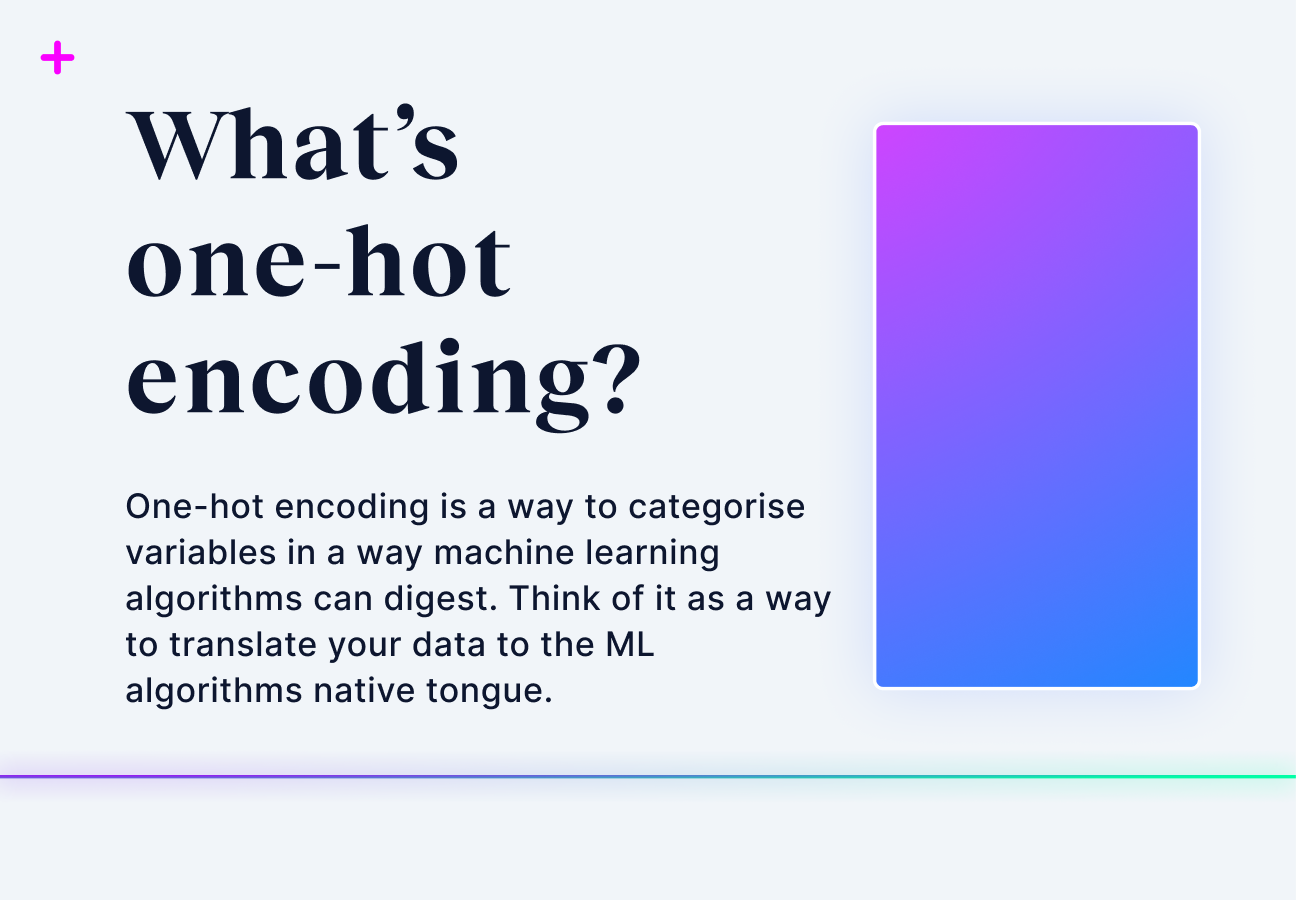 What’s
one-hot
encoding?
One-hot encoding is a way to categorise
variables in a way machine learning
algorithms can digest. Think of it as a way
to translate your data to the ML
algorithms native tongue.